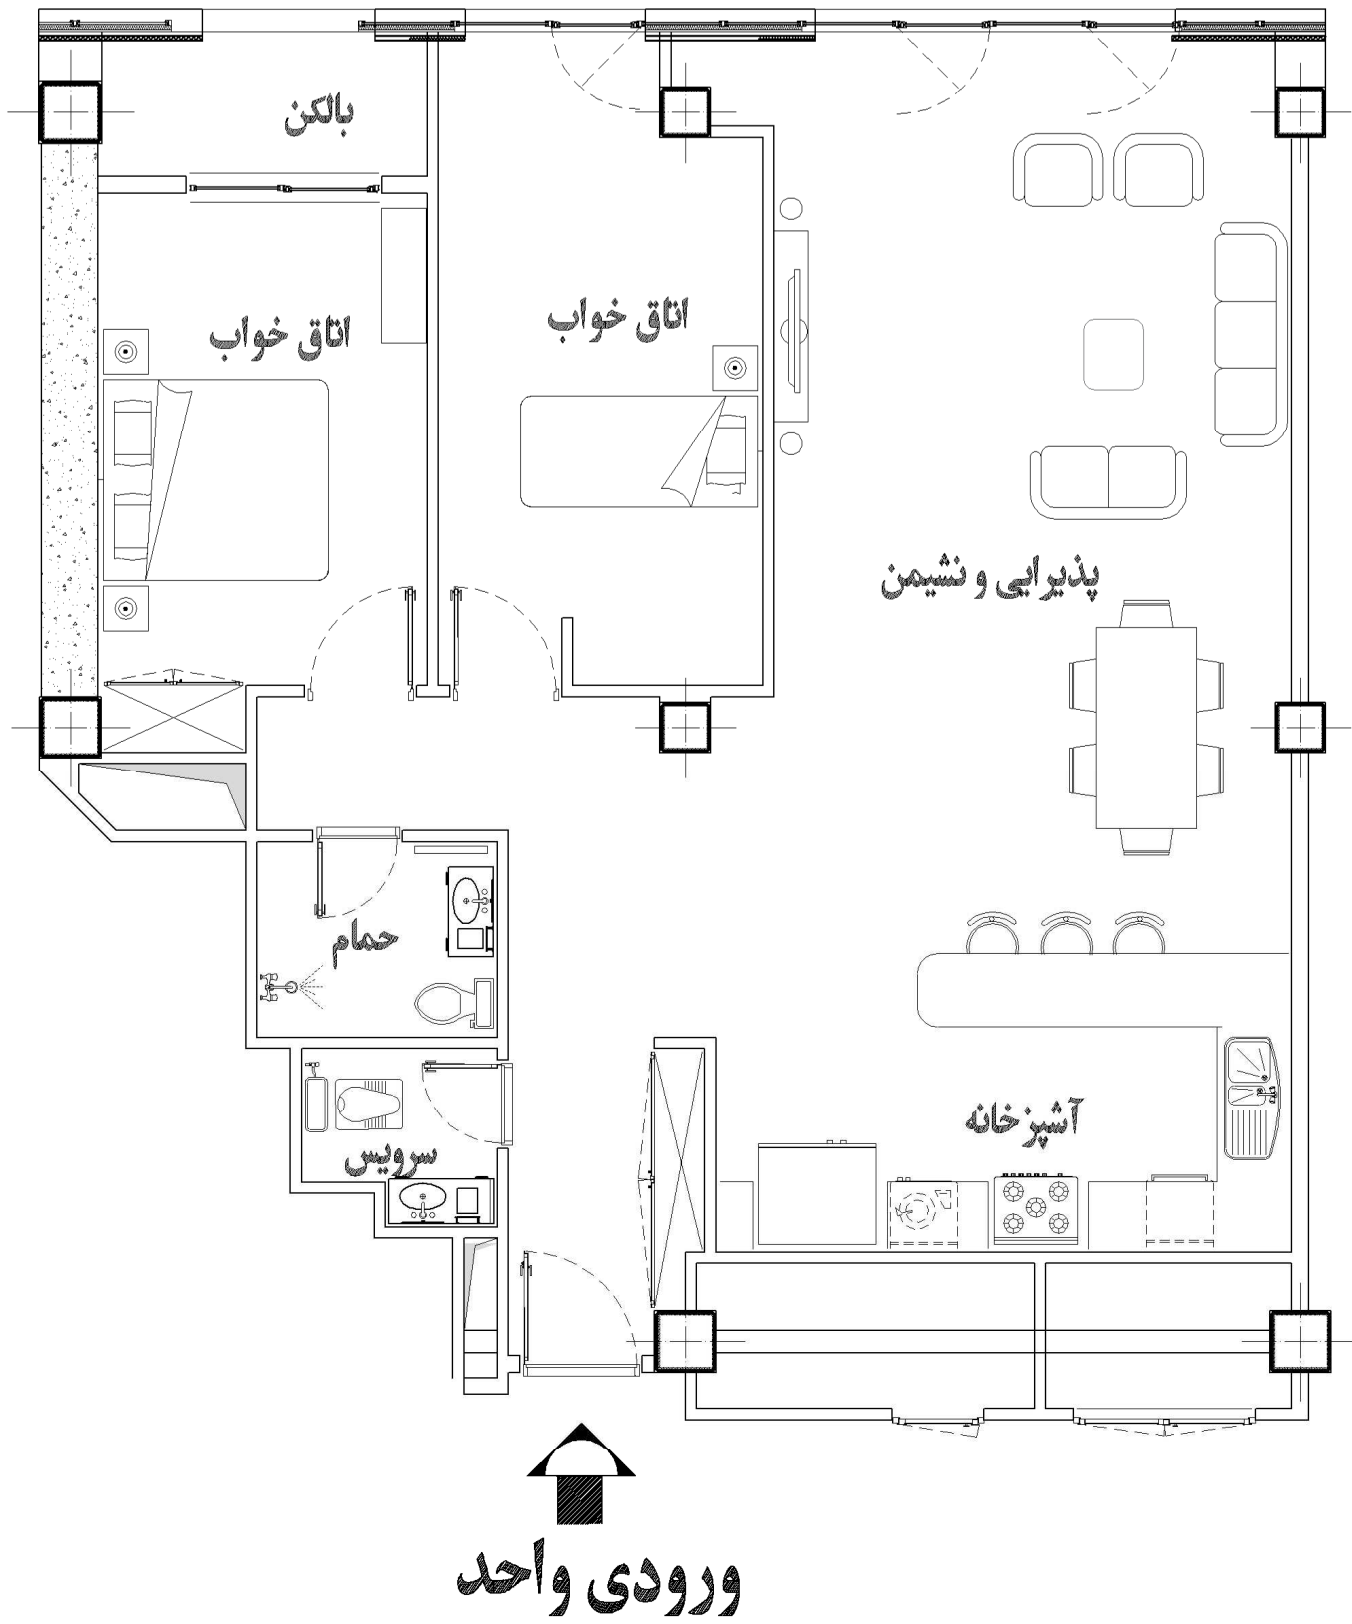 بالکن
اتاق خواب
اتاق خواب
پذیرایی و نشیمن
حمام
آشپزخانه
سرویس
ورودی واحد